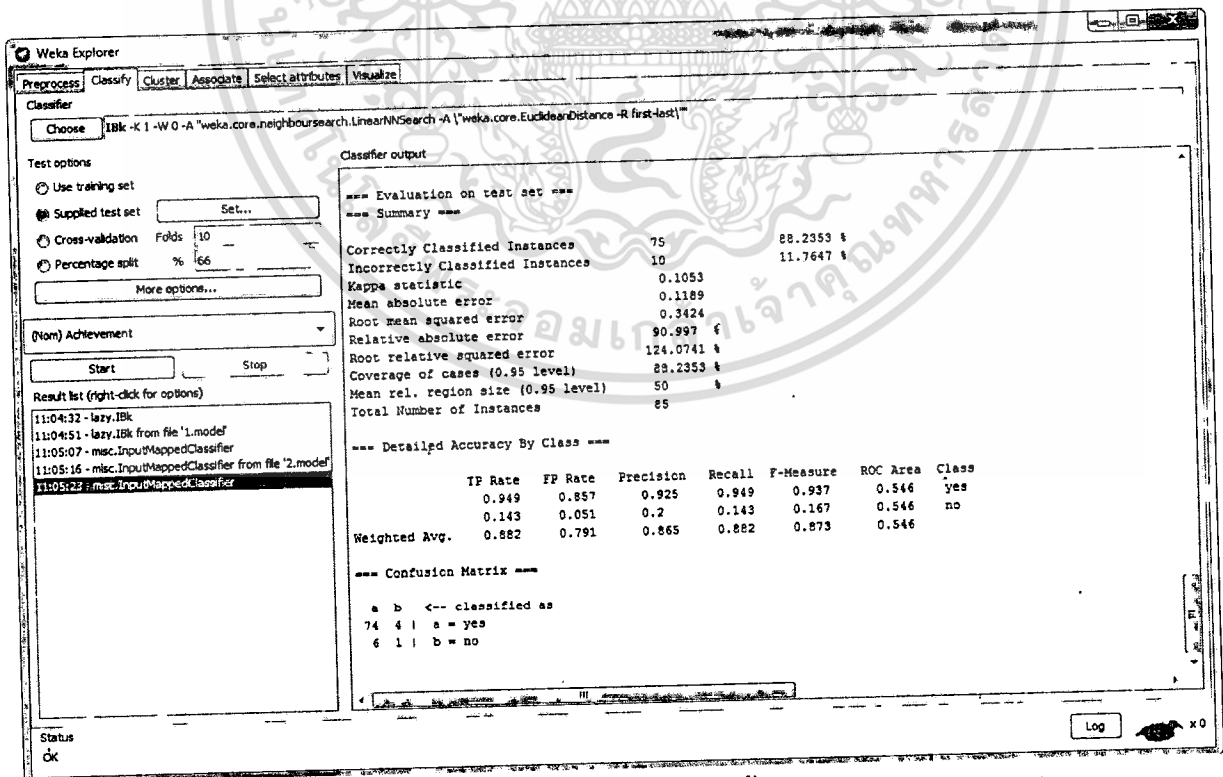 Weka Explorer
Preprocess Classify Cluster Associate Select attributes Visualize
Classifier
Choose IBk -K 1 -W 0 -A "weka.core.neighboursearch.LinearNNSearch -A \"weka.core.EuclideanDistance -R first-last\""
Test options
Use training set
Supplied test set Set...
Cross-validation Folds 10
Percentage split % 66
More options...
(Nom) Achievement
Start Stop
Result list (right-click for options)
11:04:32 - lazy.IBk
11:04:51 - lazy.IBk from file '1.model'
11:05:07 - misc.InputMappedClassifier
11:05:16 - misc.InputMappedClassifier from file '2.model'
11:05:23 - misc.InputMappedClassifier
Classifier output
=== Evaluation on test set ===
=== Summary ===
Correctly Classified Instances 75 88.2353 %
Incorrectly Classified Instances 10 11.7647 %
Kappa statistic 0.1053
Mean absolute error 0.1189
Root mean squared error 0.3424
Relative absolute error 90.997 %
Root relative squared error 124.0741 %
Coverage of cases (0.95 level) 88.2353 %
Mean rel. region size (0.95 level) 50 %
Total Number of Instances 85
=== Detailed Accuracy By Class ===
TP Rate FP Rate Precision Recall F-Measure ROC Area Class
0.949 0.857 0.925 0.949 0.937 0.546 yes
0.143 0.051 0.2 0.143 0.167 0.546 no
Weighted Avg. 0.882 0.791 0.865 0.882 0.873 0.546
=== Confusion Matrix ===
a b <-- classified as
74 4 | a = yes
6 1 | b = no
Status
OK
Log x 0